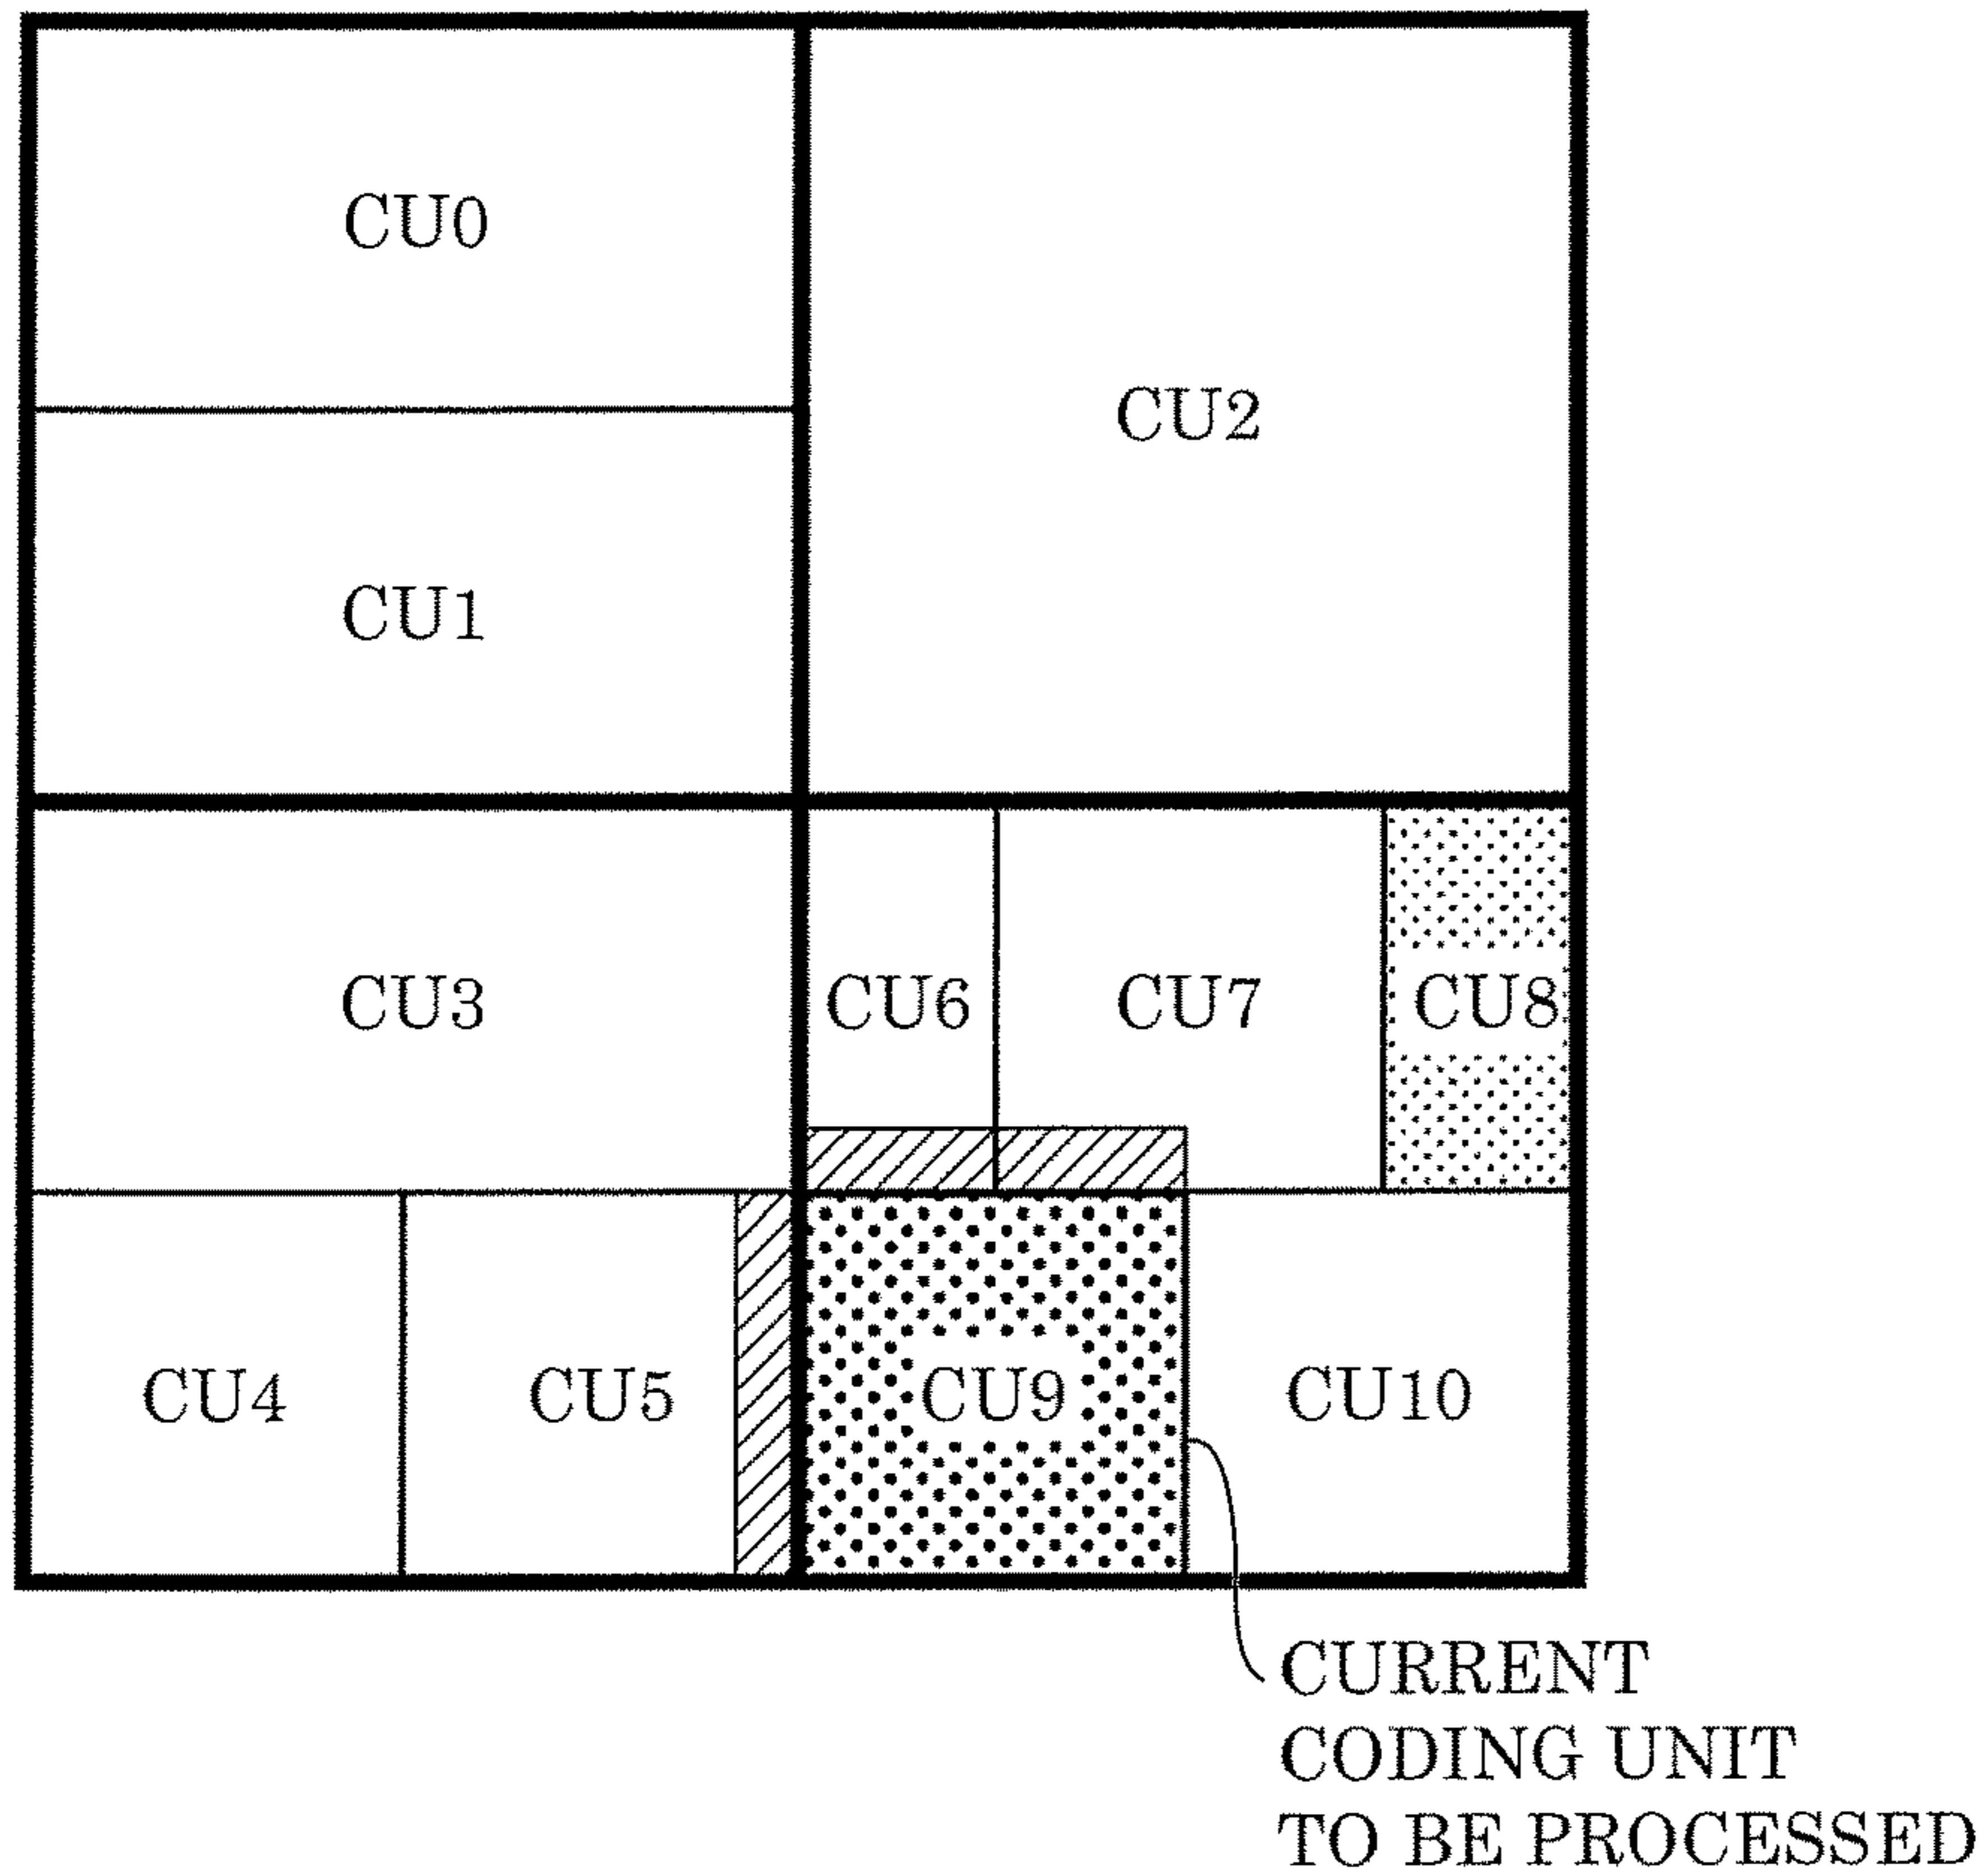 CU0
CU2
CU1
CU3
CU6
CU7
CU8
CU4
CU5
CU9
CU10
CURRENT
CODING UNIT
TO BE PROCESSED